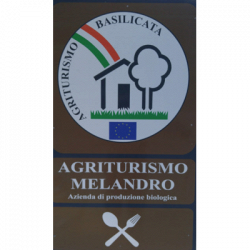 AGRITURISMO BASILICATA
AGRITURISMO
MELANDRO
Azienda di produzione biologica